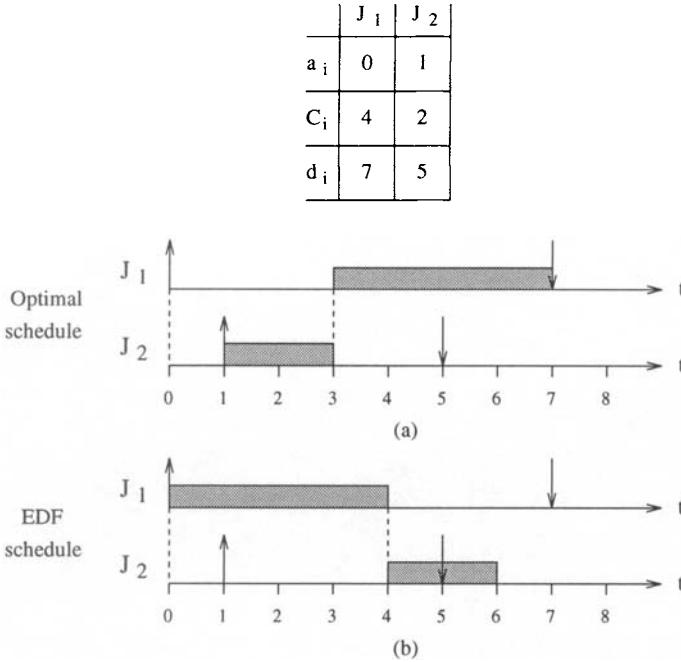 J 1 J 2
a i 0 1
C i 4 2
d i 7 5
J 1
t
Optimal
schedule
J 2
t
0 1 2 3 4 5 6 7 8
(a)
J 1
t
EDF
schedule
J 2
t
0 1 2 3 4 5 6 7 8
(b)